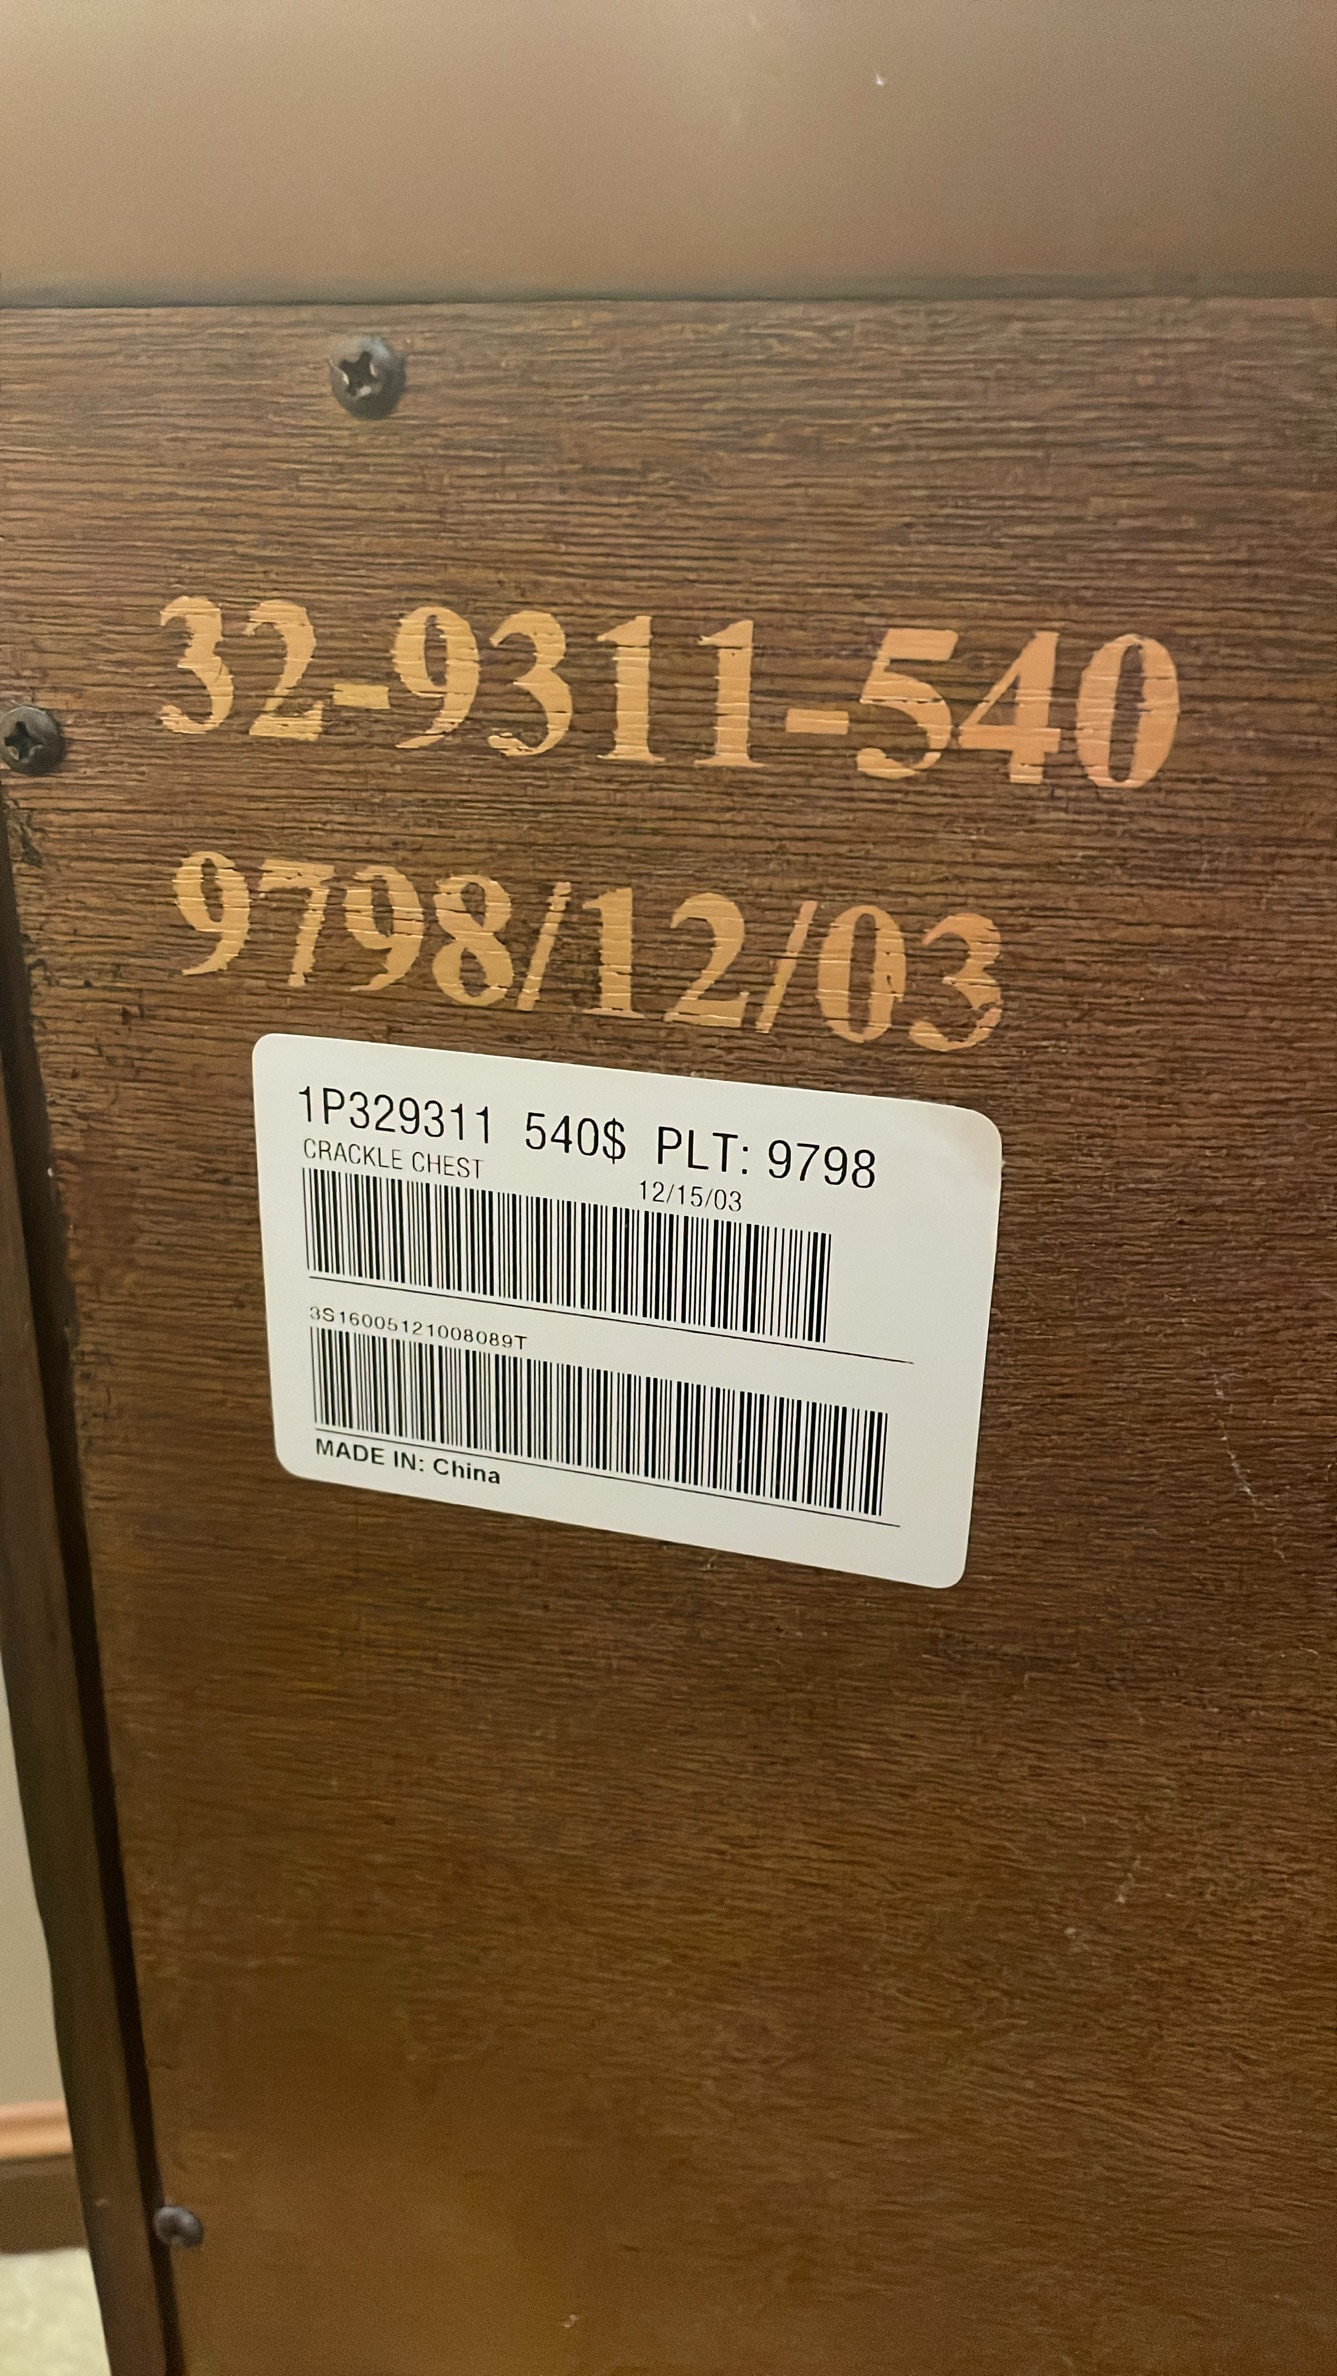 32-9311-540
9798/12/03
1P329311 540$ PLT: 9798
CRACKLE CHEST
12/15/03
3S16005121008089T
MADE IN: China